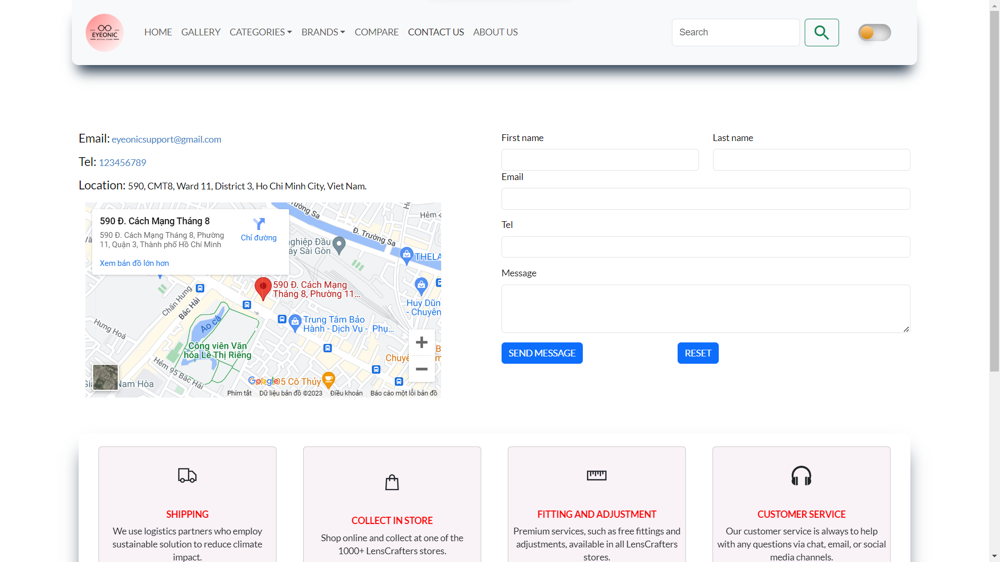 EYEONIC
HOME GALLERY CATEGORIES BRANDS COMPARE CONTACT US ABOUT US
Search
Email: eyeonicsupport@gmail.com
Tel: 123456789
Location: 590, CMT8, Ward 11, District 3, Ho Chi Minh City, Viet Nam.
590 Đ. Cách Mạng Tháng 8
590 Đ. Cách Mạng Tháng 8, Phường
11, Quận 3, Thành phố Hồ Chí Minh
Chỉ đường
Xem bản đồ lớn hơn
Trường Sa
Hẻm 4
Đ. Trường Sa
nghiệp Đầu
áy Sài Gòn
THELA
590 Đ. Cách Mạng
Tháng 8, Phường 11...
Chấn Hưng
Bắc Hải
Huy Dũn
- Chuyên
Ao cá
Trung Tâm Bảo
Hành - Dịch Vụ - Phụ...
Hưng Hoá
Công viên Văn
hóa Lê Thị Riêng
Chuyê
Hẻm 95 Bắc Hải
Nam Hòa
Google
95 Cô Thủy
Phím tắt Dữ liệu bản đồ ©2023 Điều khoản Báo cáo một lỗi bản đồ
First name
Last name
Email
Tel
Message
SEND MESSAGE
RESET
SHIPPING
We use logistics partners who employ
sustainable solution to reduce climate
impact.
COLLECT IN STORE
Shop online and collect at one of the
1000+ LensCrafters stores.
FITTING AND ADJUSTMENT
Premium services, such as free fittings and
adjustments, available in all LensCrafters
stores.
CUSTOMER SERVICE
Our customer service is always to help
with any questions via chat, email, or social
media channels.